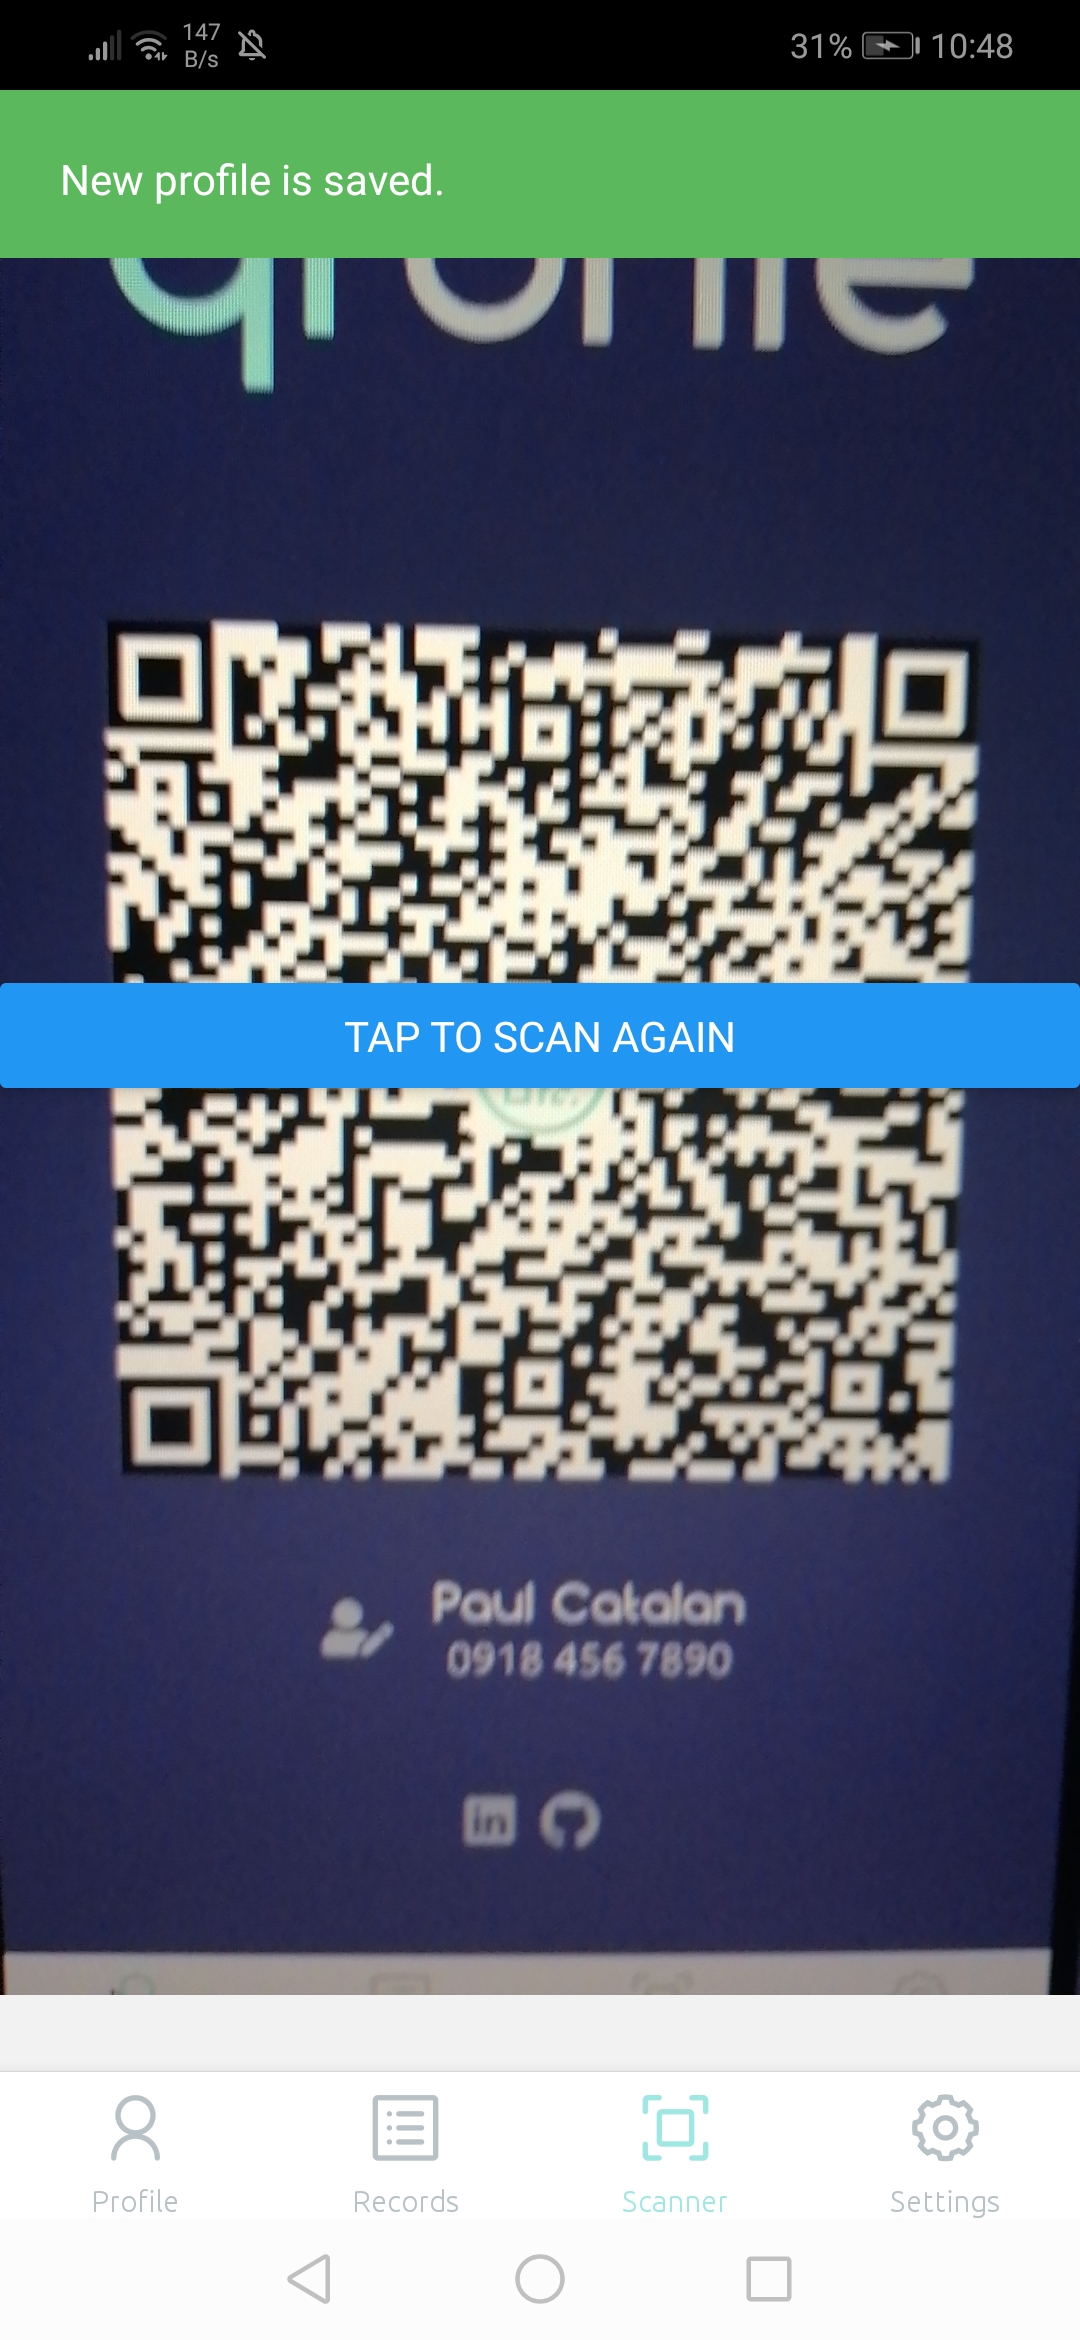 147
B/s
31%
10:48
New profile is saved.
qrofile
TAP TO SCAN AGAIN
Paul Catalan
0918 456 7890
in
Profile
Records
Scanner
Settings